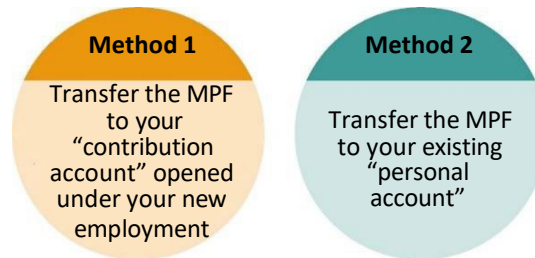 Method 1
Transfer the MPF
to your
“contribution
account” opened
under your new
employment
Method 2
Transfer the MPF
to your existing
“personal
account”